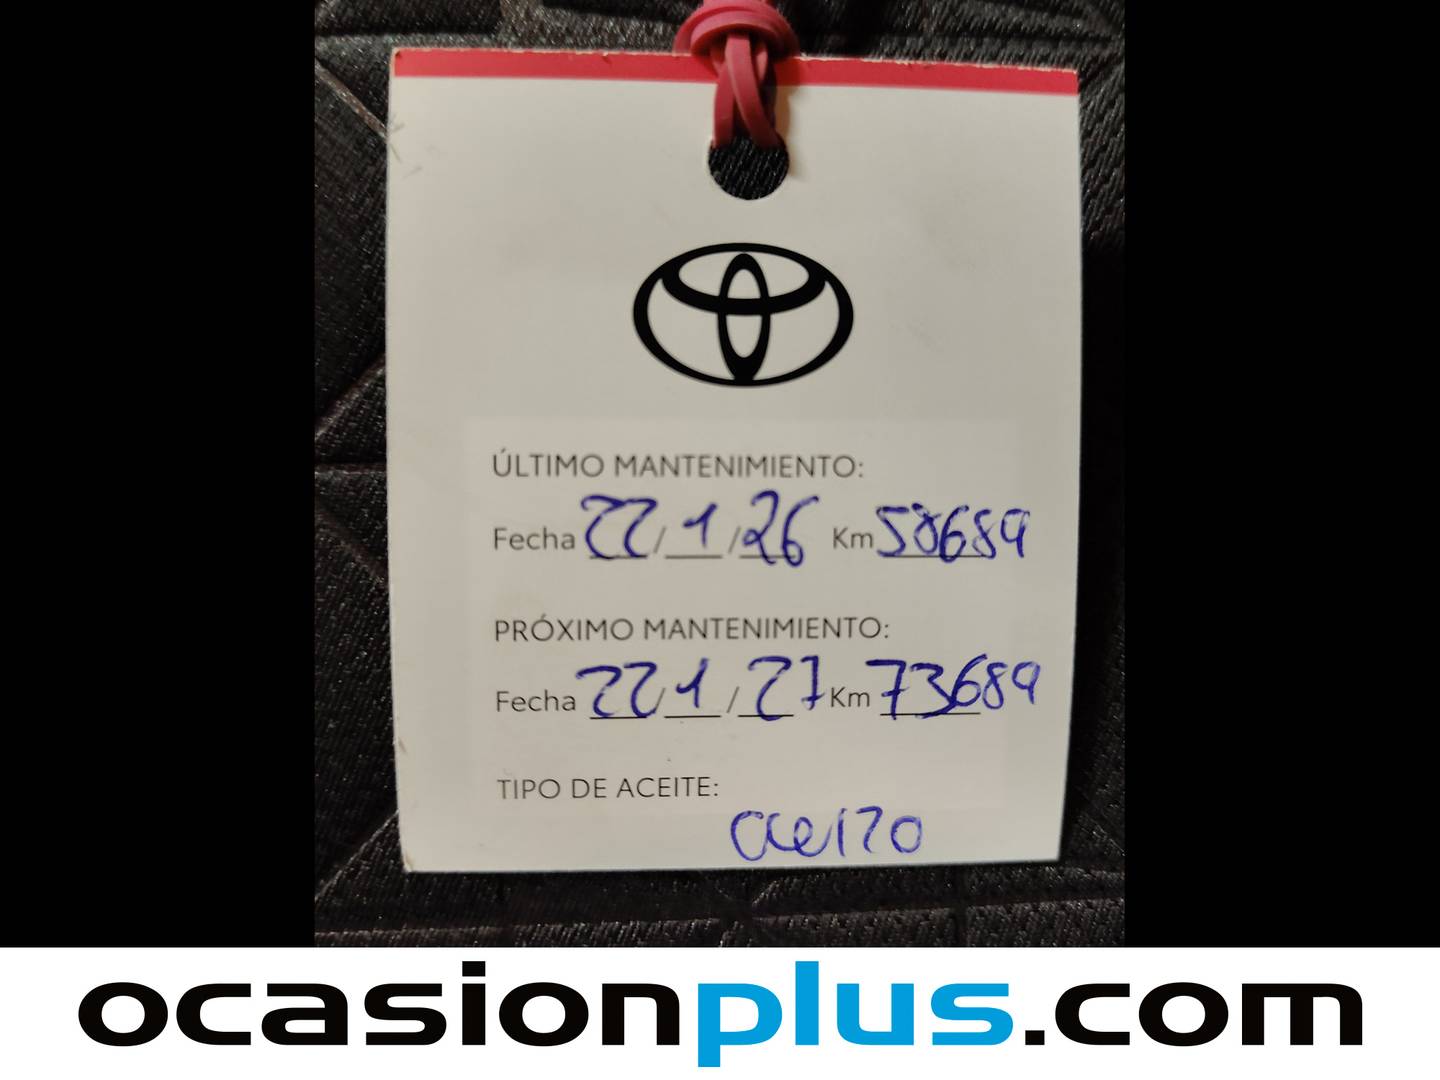 ÚLTIMO MANTENIMIENTO:
Fecha 22/1/26 Km 58689
PRÓXIMO MANTENIMIENTO:
Fecha 22/1/27 Km 73689
TIPO DE ACEITE:
ocasionplus.com